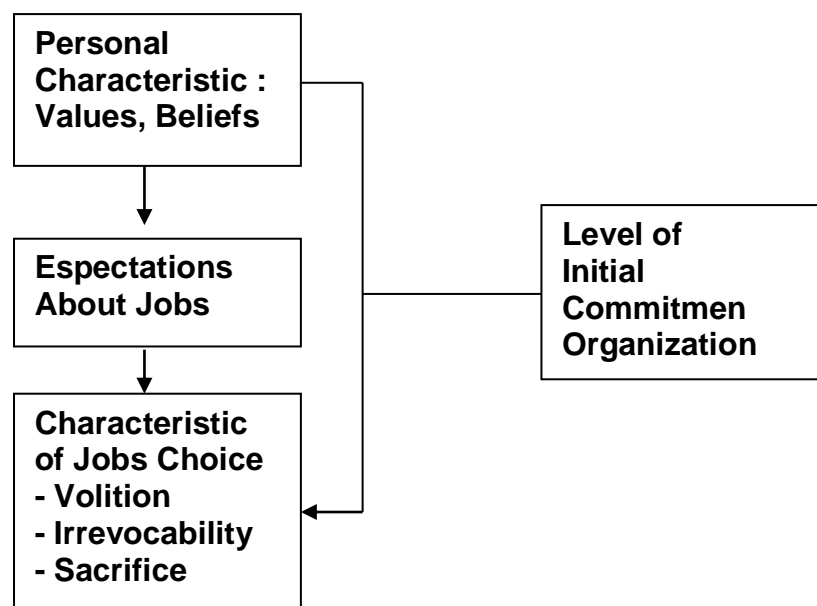 Personal
Characteristic :
Values, Beliefs
Espectations
About Jobs
Characteristic
of Jobs Choice
- Volition
- Irrevocability
- Sacrifice
Level of
Initial
Commitmen
Organization